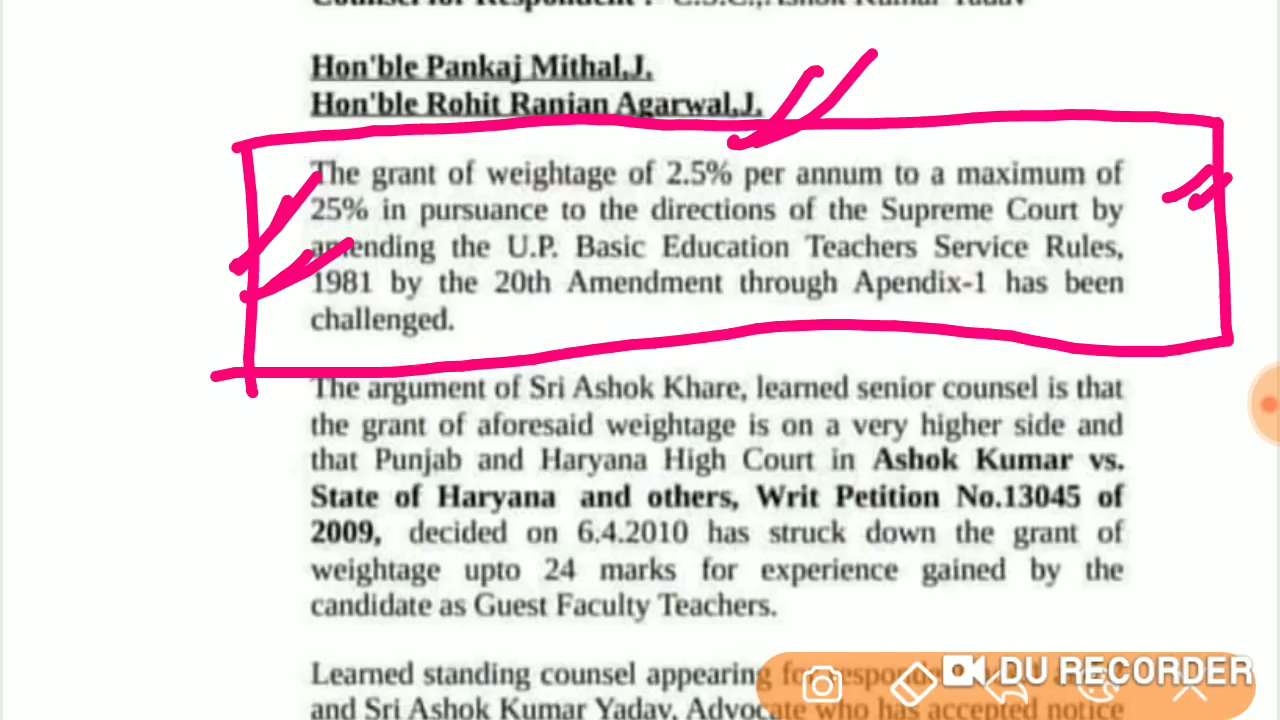 Counsel for Respondent :- C.S.C.,Ashok Kumar Yadav
Hon'ble Pankaj Mithal,J.
Hon'ble Rohit Ranjan Agarwal,J.
The grant of weightage of 2.5% per annum to a maximum of
25% in pursuance to the directions of the Supreme Court by
amending the U.P. Basic Education Teachers Service Rules,
1981 by the 20th Amendment through Apendix-1 has been
challenged.
The argument of Sri Ashok Khare, learned senior counsel is that
the grant of aforesaid weightage is on a very higher side and
that Punjab and Haryana High Court in Ashok Kumar vs.
State of Haryana and others, Writ Petition No.13045 of
2009, decided on 6.4.2010 has struck down the grant of
weightage upto 24 marks for experience gained by the
candidate as Guest Faculty Teachers.
Learned standing counsel appearing for
DU RECORDER
and Sri Ashok Kumar Yadav, Advocate who has accepted notice